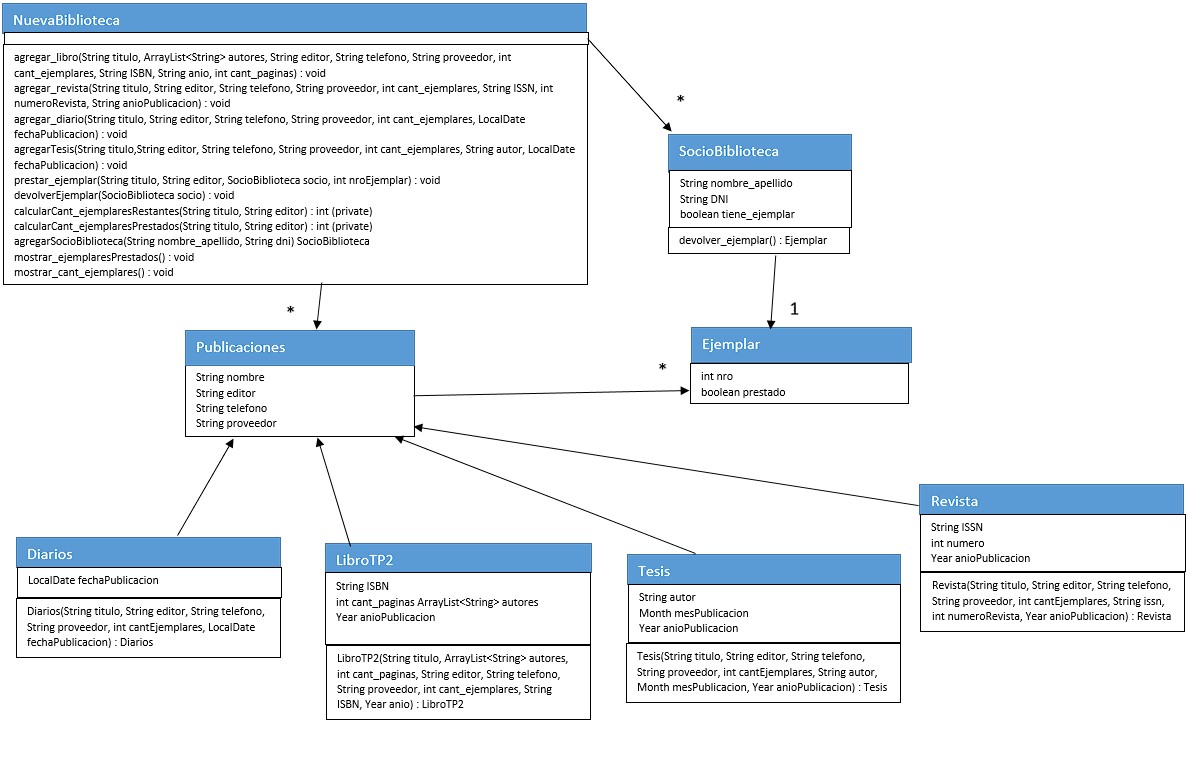 NuevaBiblioteca
agregar_libro(String titulo, ArrayList<String> autores, String editor, String telefono, String proveedor, int
cant_ejemplares, String ISBN, String anio, int cant_paginas) : void
agregar_revista(String titulo, String editor, String telefono, String proveedor, int cant_ejemplares, String ISSN, int
numeroRevista, String anioPublicacion) : void
agregar_diario(String titulo, String editor, String telefono, String proveedor, int cant_ejemplares, LocalDate
fechaPublicacion) : void
agregarTesis(String titulo,String editor, String telefono, String proveedor, int cant_ejemplares, String autor, LocalDate
fechaPublicacion) : void
prestar_ejemplar(String titulo, String editor, SocioBiblioteca socio, int nroEjemplar) : void
devolverEjemplar(SocioBiblioteca socio) : void
calcularCant_ejemplaresRestantes(String titulo, String editor) : int (private)
calcularCant_ejemplaresPrestados(String titulo, String editor) : int (private)
agregarSocioBiblioteca(String nombre_apellido, String dni) SocioBiblioteca
mostrar_ejemplaresPrestados() : void
mostrar_cant_ejemplares() : void
*
SocioBiblioteca
String nombre_apellido
String DNI
boolean tiene_ejemplar
devolver_ejemplar() : Ejemplar
*
1
Publicaciones
String nombre
String editor
String telefono
String proveedor
*
Ejemplar
int nro
boolean prestado
Diarios
LocalDate fechaPublicacion
Diarios(String titulo, String editor, String telefono,
String proveedor, int cantEjemplares, LocalDate
fechaPublicacion) : Diarios
LibroTP2
String ISBN
int cant_paginas ArrayList<String> autores
Year anioPublicacion
LibroTP2(String titulo, ArrayList<String> autores,
int cant_paginas, String editor, String telefono,
String proveedor, int cant_ejemplares, String
ISBN, Year anio) : LibroTP2
Tesis
String autor
Month mesPublicacion
Year anioPublicacion
Tesis(String titulo, String editor, String telefono,
String proveedor, int cantEjemplares, String autor,
Month mesPublicacion, Year anioPublicacion) : Tesis
Revista
String ISSN
int numero
Year anioPublicacion
Revista(String titulo, String editor, String telefono,
String proveedor, int cantEjemplares, String issn,
int numeroRevista, Year anioPublicacion) : Revista